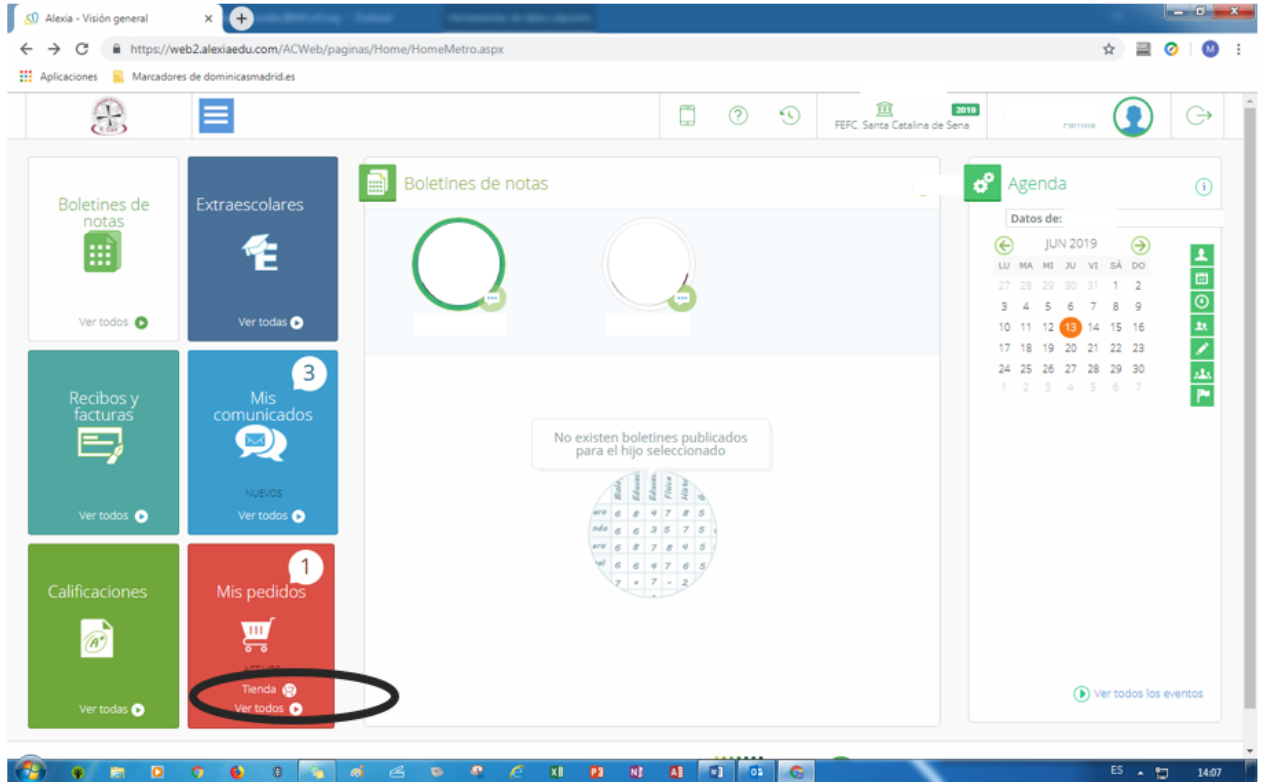 Alexia - Visión general
https://web2.alexiaedu.com/ACWeb/paginas/Home/HomeMetro.aspx
M
Aplicaciones
Marcadores de dominicasmadrid.es
FEFC. Santa Catalina de Sena
2019
Boletines de
notas
Ver todos
Extraescolares
E
Ver todas
Recibos y
facturas
Ver todos
3
Mis
comunicados
NUEVOS
Ver todos
Calificaciones
A+
Ver todas
1
Mis pedidos
ACTIVOS
Tienda
Ver todos
Boletines de notas
No existen boletines publicados
para el hijo seleccionado
Agenda
Datos de:
JUN 2019
LU MA MI JU VI SÁ DO
27 28 29 30 31 1 2
3 4 5 6 7 8 9
10 11 12 13 14 15 16
17 18 19 20 21 22 23
24 25 26 27 28 29 30
1 2 3 4 5 6 7
Ver todos los eventos
ES
14:07